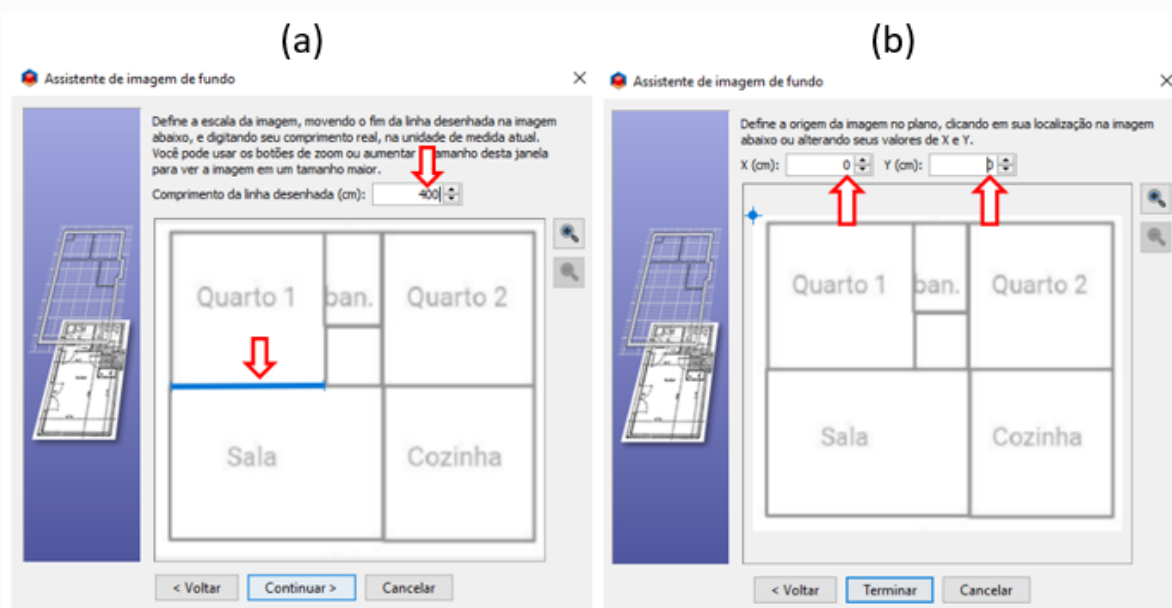 (a)
Assistente de imagem de fundo
Define a escala da imagem, movendo o fim da linha desenhada na imagem
abaixo, e digitando seu comprimento real, na unidade de medida atual.
Você pode usar os botões de zoom ou aumentar tamanho desta janela
para ver a imagem em um tamanho maior.
Comprimento da linha desenhada (cm): 400
Quarto 1 ban. Quarto 2
Sala Cozinha
< Voltar Continuar > Cancelar
(b)
Assistente de imagem de fundo
Define a origem da imagem no plano, clicando em sua localização na imagem
abaixo ou alterando seus valores de X e Y.
X (cm): 0 Y (cm): 0
Quarto 1 ban. Quarto 2
Sala Cozinha
< Voltar Terminar Cancelar